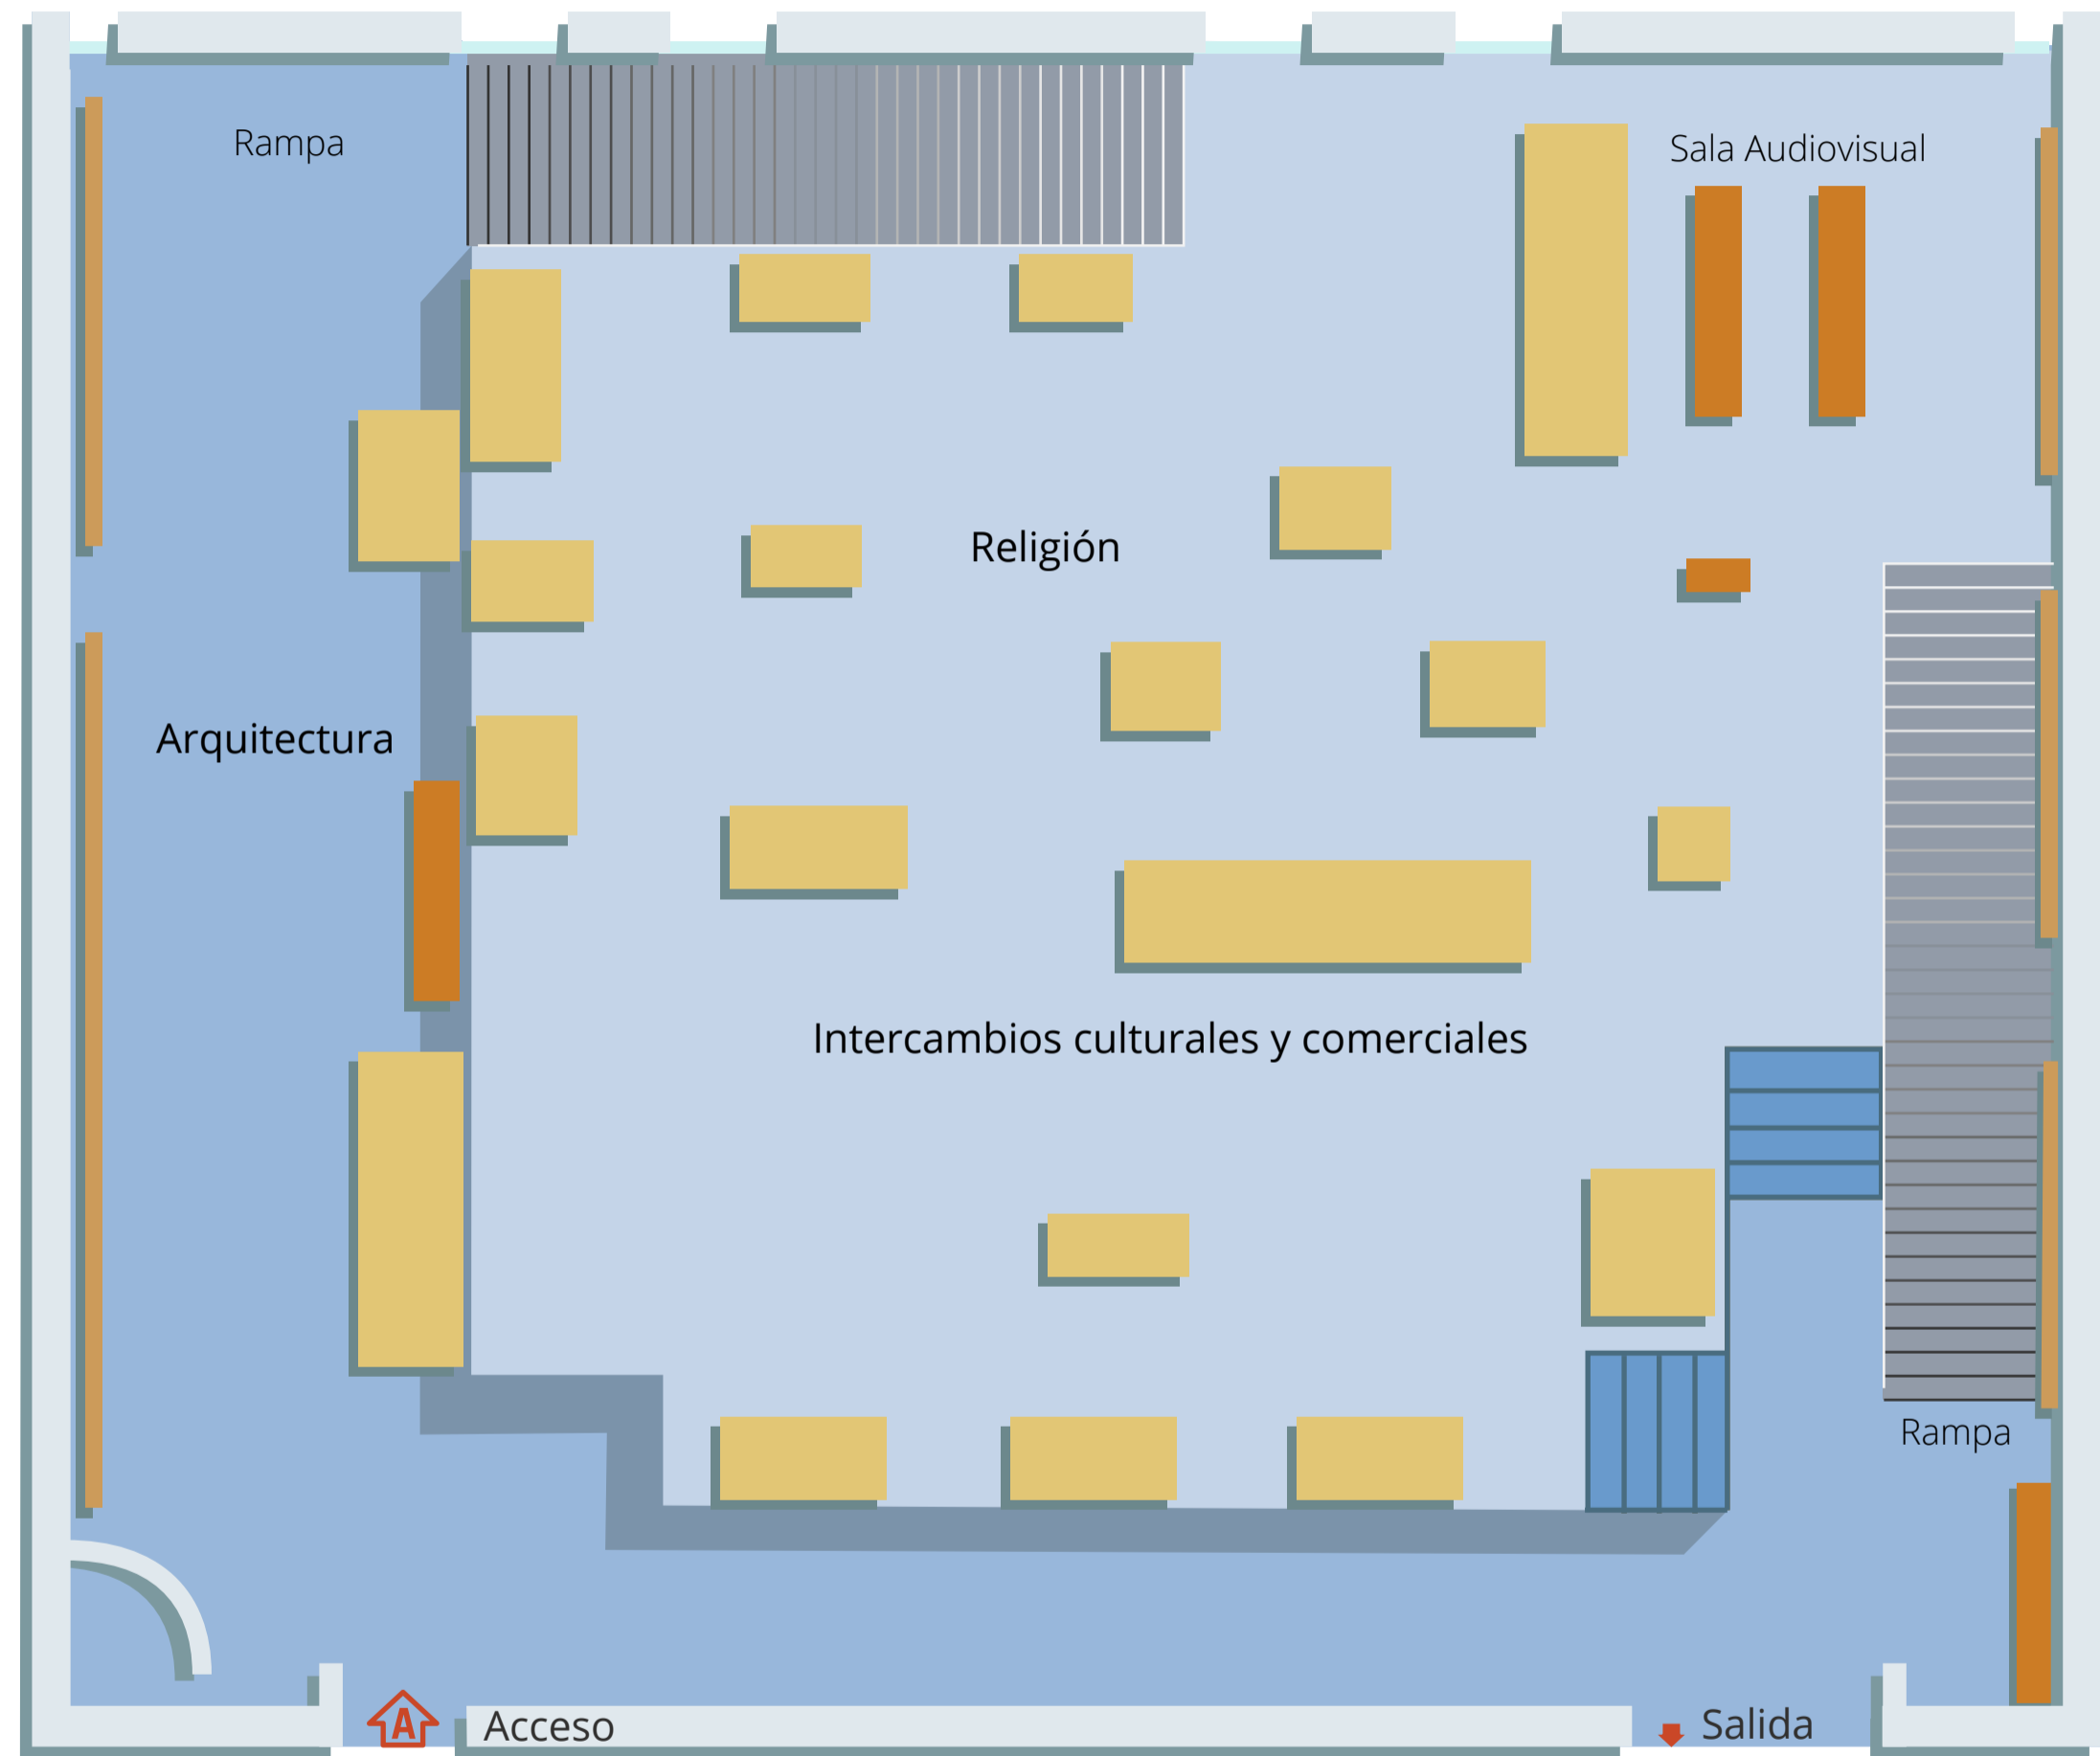 Rampa
Sala Audiovisual
Religión
Arquitectura
Intercambios culturales y comerciales
Rampa
A
Acceso
Salida